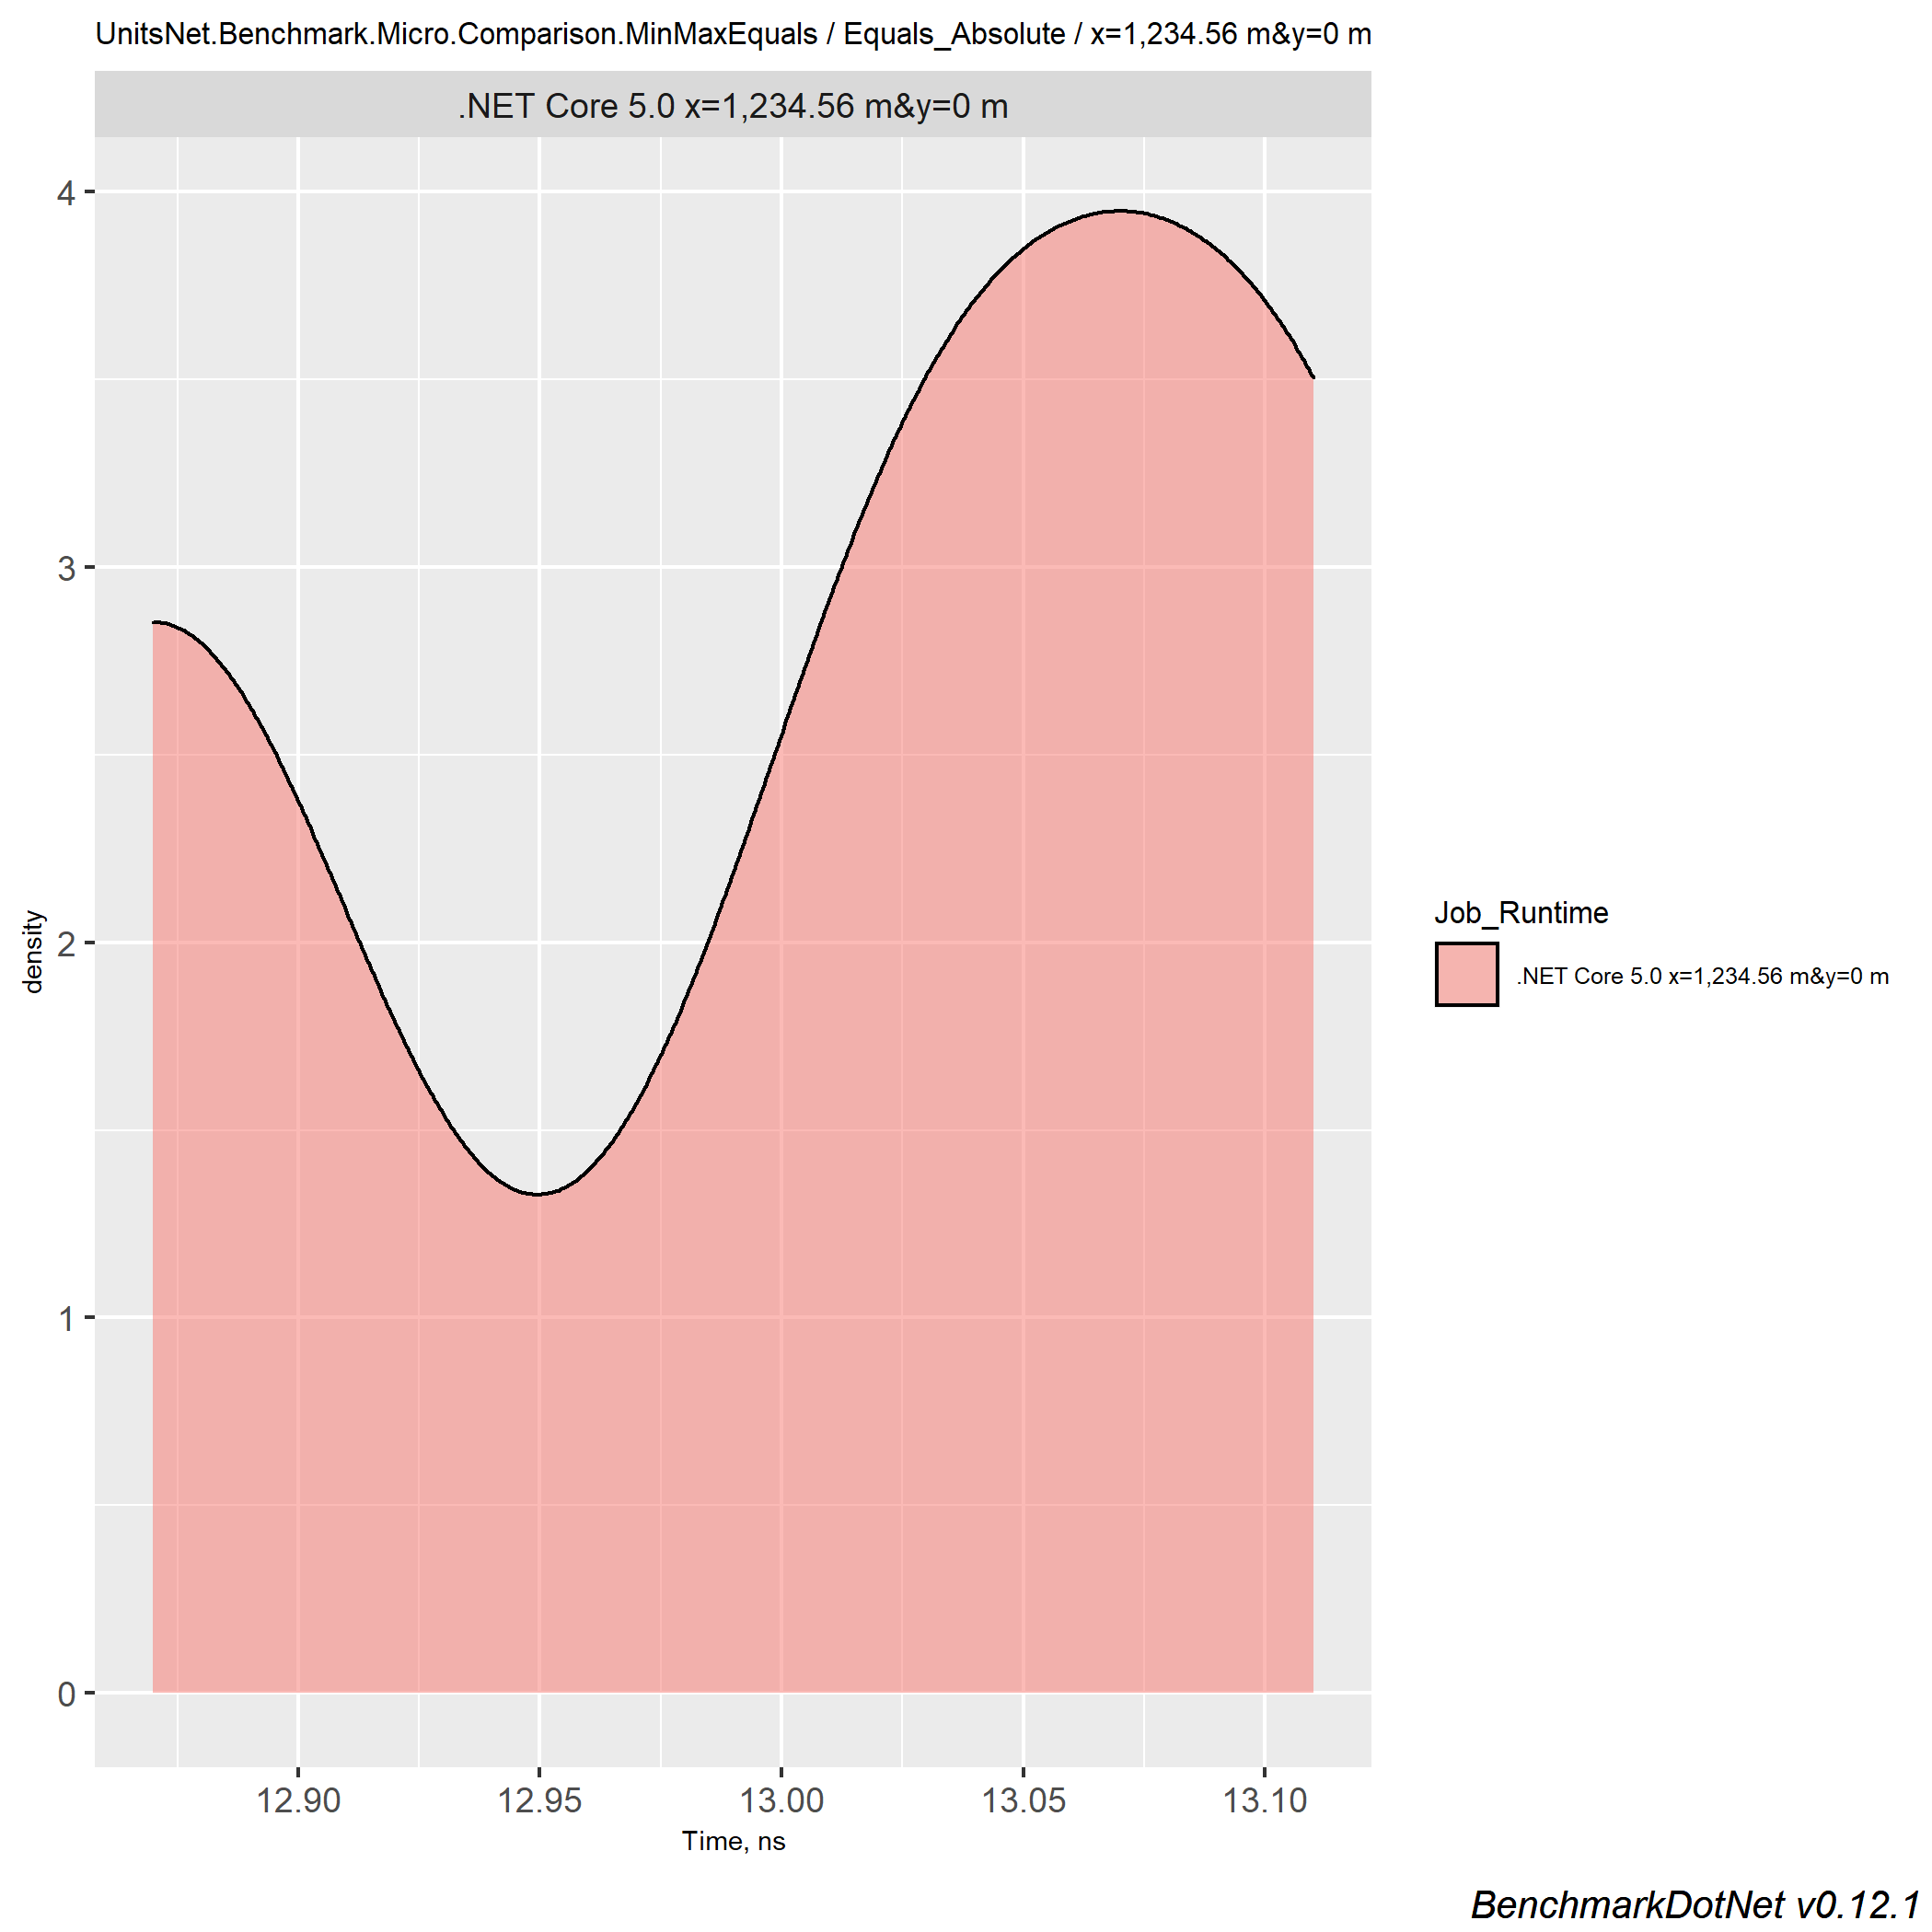 UnitsNet.Benchmark.Micro.Comparison.MinMaxEquals / Equals_Absolute / x=1,234.56 m&y=0 m
.NET Core 5.0 x=1,234.56 m&y=0 m
4
3
2
1
0
density
12.90 12.95 13.00 13.05 13.10
Time, ns
Job_Runtime
.NET Core 5.0 x=1,234.56 m&y=0 m
BenchmarkDotNet v0.12.1